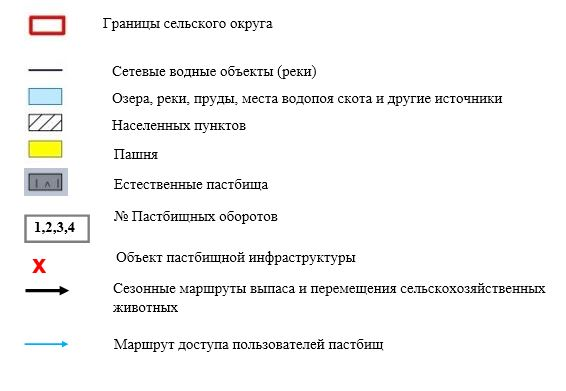 Границы сельского округа
Сетевые водные объекты (реки)
Озера, реки, пруды, места водопоя скота и другие источники
Населенных пунктов
Пашня
Естественные пастбища
1,2,3,4 № Пастбищных оборотов
X Объект пастбищной инфраструктуры
Сезонные маршруты выпаса и перемещения сельскохозяйственных
животных
Маршрут доступа пользователей пастбищ